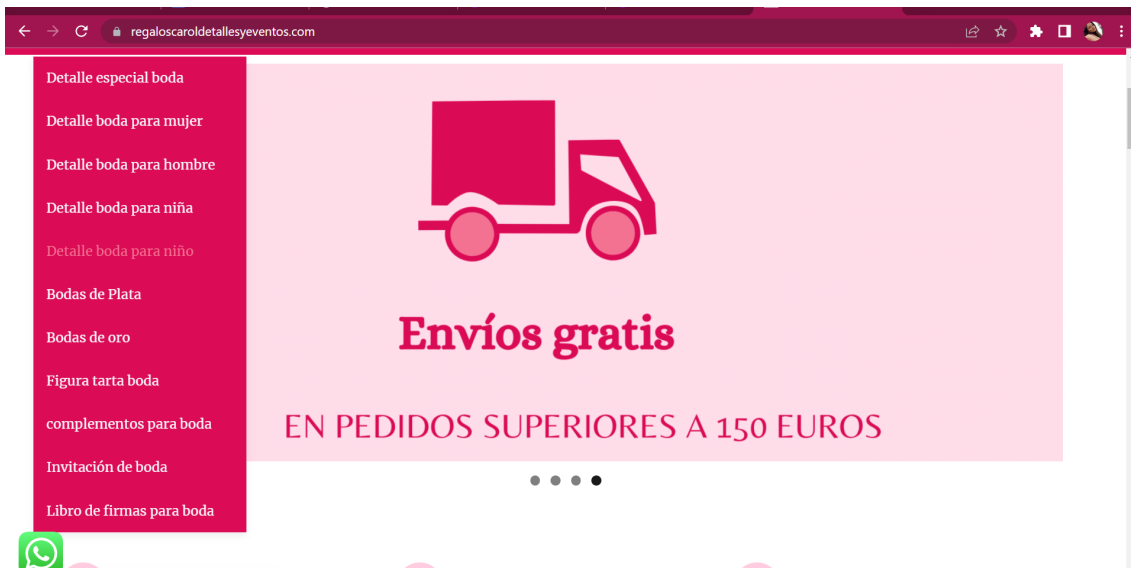 regaloscaroldetallesyeventos.com
Detalle especial boda
Detalle boda para mujer
Detalle boda para hombre
Detalle boda para niña
Detalle boda para niño
Bodas de Plata
Bodas de oro
Figura tarta boda
complementos para boda
Invitación de boda
Libro de firmas para boda
Envíos gratis
EN PEDIDOS SUPERIORES A 150 EUROS